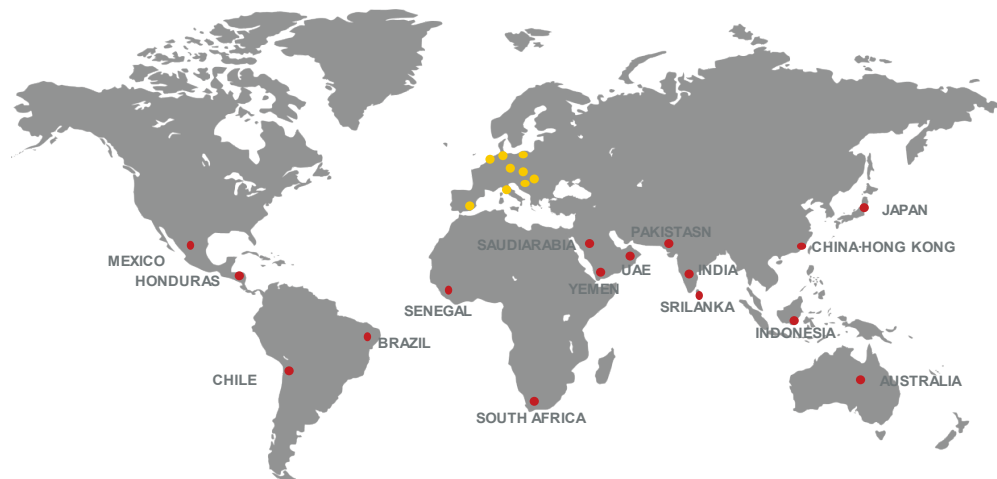 JAPAN
SAUDIARABIA
PAKISTASN
CHINA·HONG KONG
MEXICO
HONDURAS
UAE
INDIA
YEMEN
SENEGAL
SRILANKA
INDONESIA
BRAZIL
CHILE
AUSTRALIA
SOUTH AFRICA